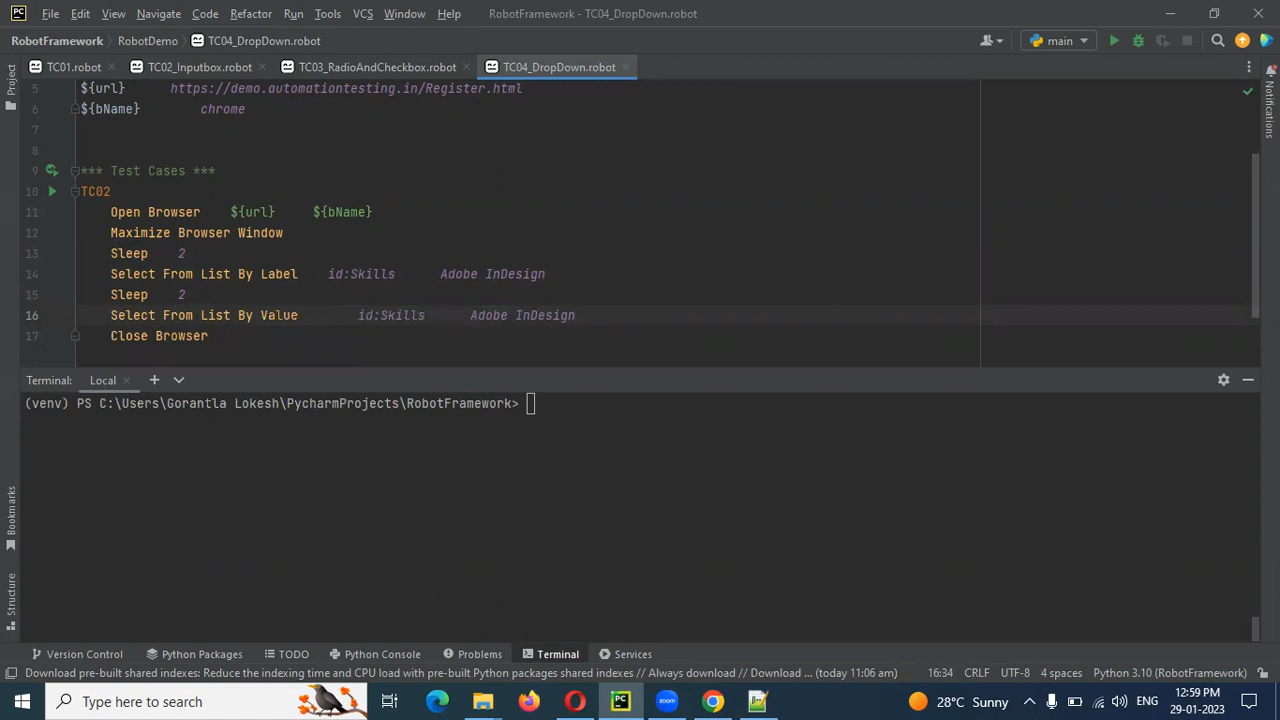 File Edit View Navigate Code Refactor Run Tools VCS Window Help RobotFramework - TC04_DropDown.robot
RobotFramework RobotDemo TC04_DropDown.robot main
TC01.robot TC02_Inputbox.robot TC03_RadioAndCheckbox.robot TC04_DropDown.robot
Project
Notifications
5 ${url} https://demo.automationtesting.in/Register.html
6 ${bName} chrome
7
8
9 *** Test Cases ***
10 TC02
11 Open Browser ${url} ${bName}
12 Maximize Browser Window
13 Sleep 2
14 Select From List By Label id:Skills Adobe InDesign
15 Sleep 2
16 Select From List By Value id:Skills Adobe InDesign
17 Close Browser
Terminal: Local
(venv) PS C:\Users\Gorantla Lokesh\PycharmProjects\RobotFramework>
Bookmarks
Structure
Version Control Python Packages TODO Python Console Problems Terminal Services
Download pre-built shared indexes: Reduce the indexing time and CPU load with pre-built Python packages shared indexes // Always download // Download ... (today 11:06 am) 16:34 CRLF UTF-8 4 spaces Python 3.10 (RobotFramework)
Type here to search PC zoom 28°C Sunny ENG 12:59 PM
29-01-2023